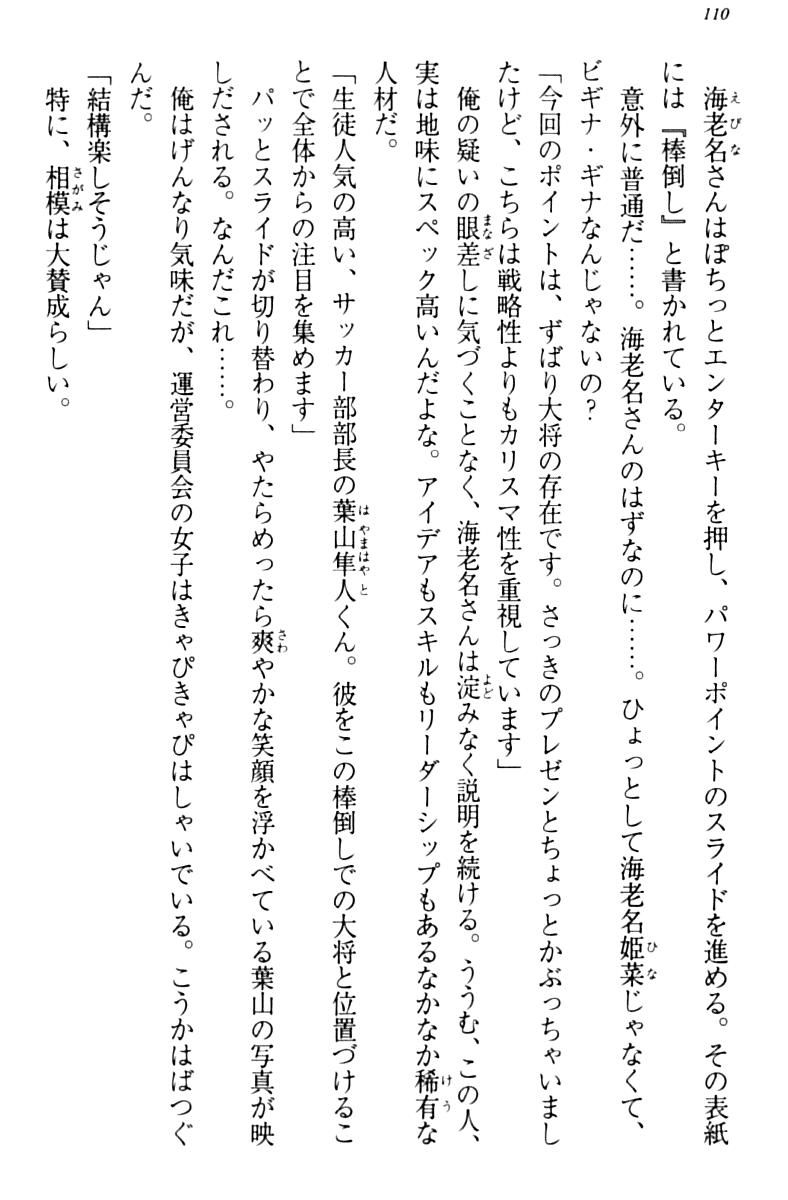 110
海老名さんはぽちっとエンターキーを押し、パワーポイントのスライドを進める。その表紙
には『棒倒し』と書かれている。
意外に普通だ……。海老名さんのはずなのに……。ひょっとして海老名姫菜じゃなくて、
ビギナ・ギナなんじゃないの？
「今回のポイントは、ずばり大将の存在です。さっきのプレゼンとちょっとかぶっちゃいまし
たけど、こちらは戦略性よりもカリスマ性を重視しています」
俺の疑いの眼差しに気づくことなく、海老名さんは淀みなく説明を続ける。ううむ、この人、
実は地味にスペック高いんだよな。アイデアもスキルもリーダーシップもあるなかなか稀有な
人材だ。
「生徒人気の高い、サッカー部部長の葉山隼人くん。彼をこの棒倒しでの大将と位置づけるこ
とで全体からの注目を集めます」
パッとスライドが切り替わり、やたらめったら爽やかな笑顔を浮かべている葉山の写真が映
しだされる。なんだこれ……。
俺はげんなり気味だが、運営委員会の女子はきゃぴきゃぴはしゃいでいる。こうかはばつぐ
んだ。
「結構楽しそうじゃん」
特に、相模は大賛成らしい。